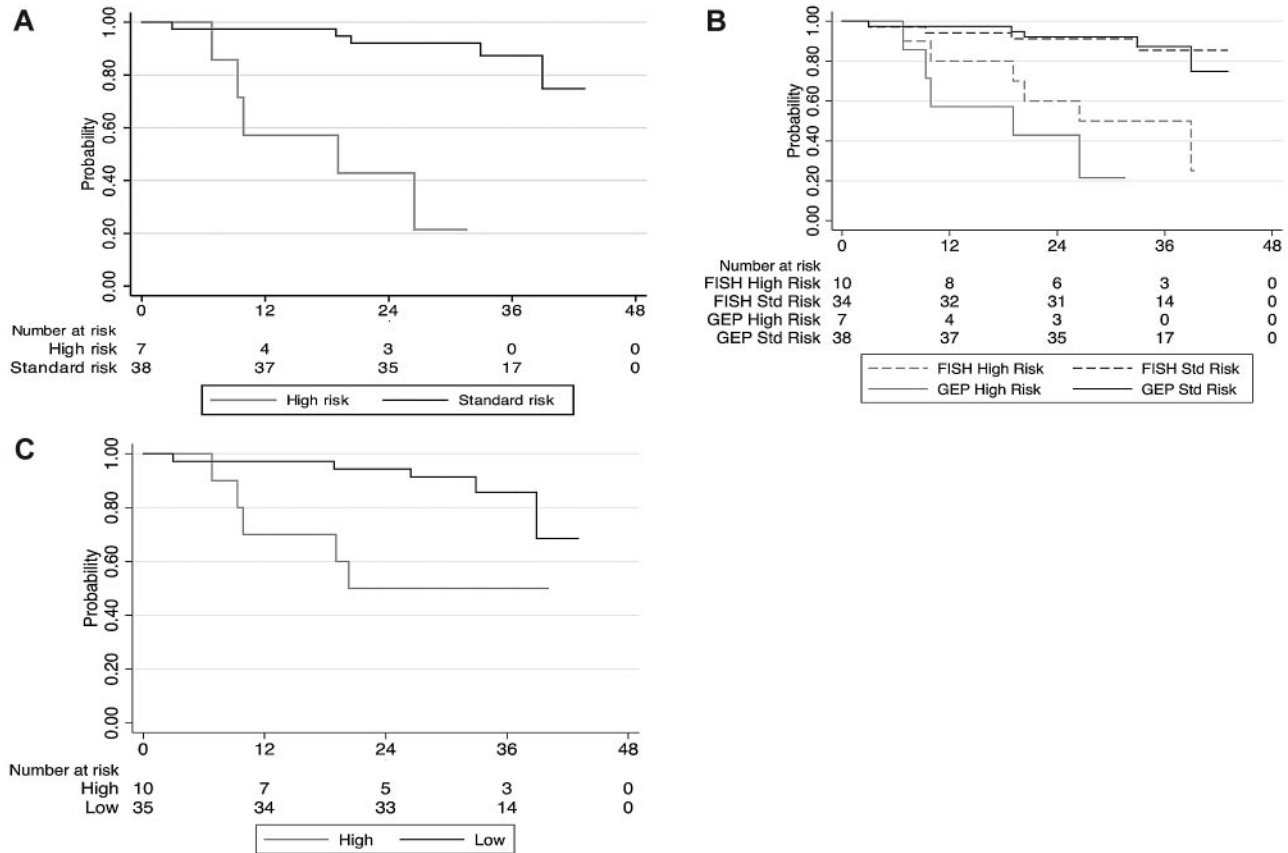 A
Probability
1.00
0.80
0.60
0.40
0.20
0.00
0 12 24 36 48
Number at risk
High risk 7 4 3 0 0
Standard risk 38 37 35 17 0
High risk Standard risk
B
Probability
1.00
0.80
0.60
0.40
0.20
0.00
0 12 24 36 48
Number at risk
FISH High Risk 10 8 6 3 0
FISH Std Risk 34 32 31 14 0
GEP High Risk 7 4 3 0 0
GEP Std Risk 38 37 35 17 0
FISH High Risk FISH Std Risk
GEP High Risk GEP Std Risk
C
Probability
1.00
0.80
0.60
0.40
0.20
0.00
0 12 24 36 48
Number at risk
High 10 7 5 3 0
Low 35 34 33 14 0
High Low